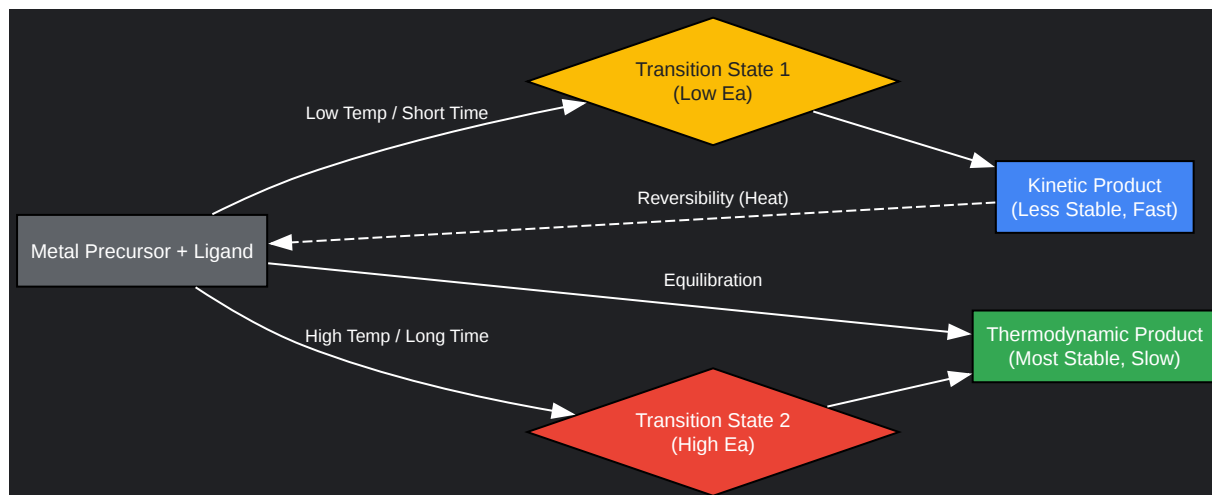 Transition State 1
(Low Ea)
Low Temp / Short Time
Kinetic Product
(Less Stable, Fast)
Reversibility (Heat)
Metal Precursor + Ligand
Equilibration
Thermodynamic Product
(Most Stable, Slow)
High Temp / Long Time
Transition State 2
(High Ea)